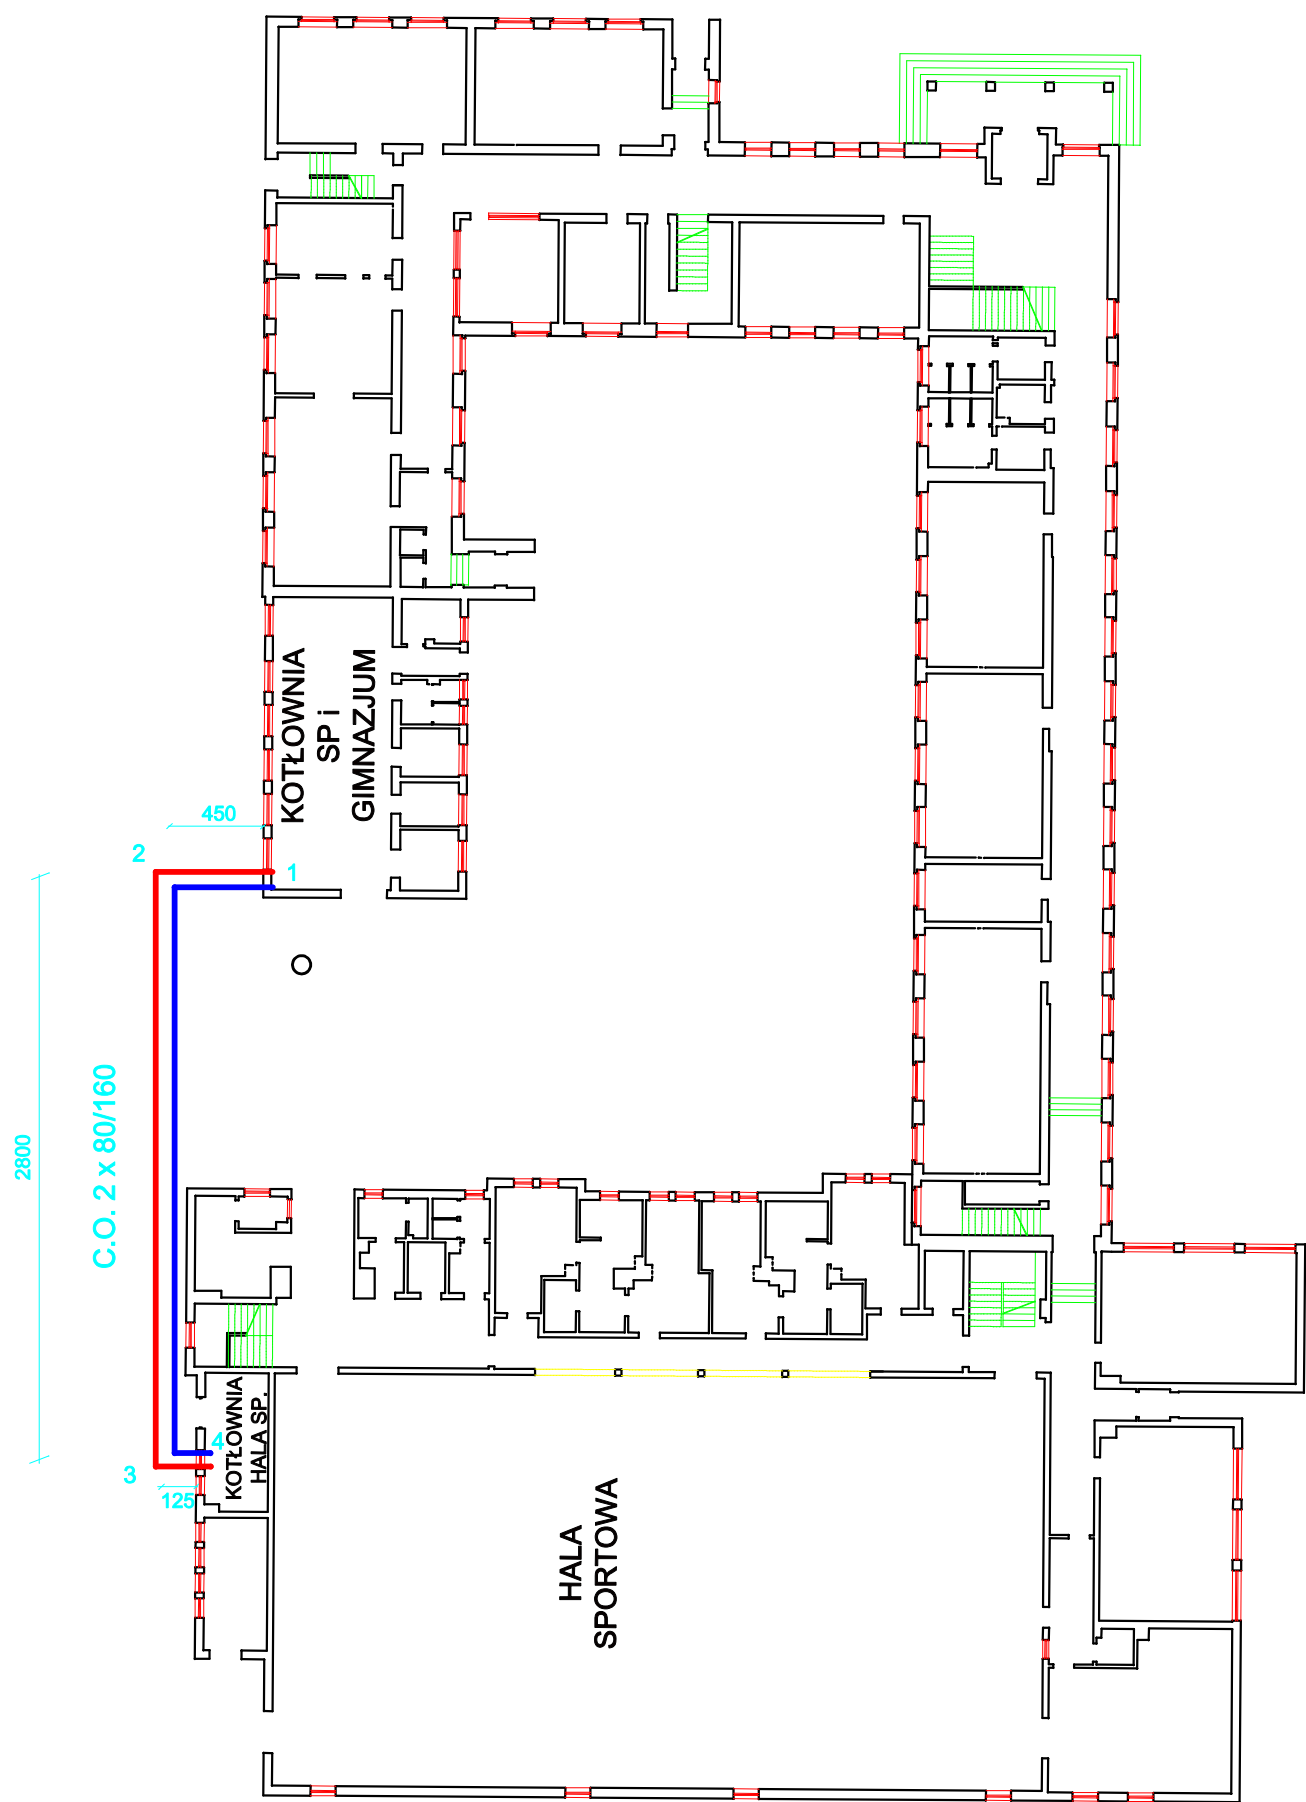 KOTŁOWNIA
SP i
GIMNAZJUM
450
2
1
C.O. 2 x 80/160
2800
KOTŁOWNIA
HALA SP.
4
3
125
HALA
SPORTOWA